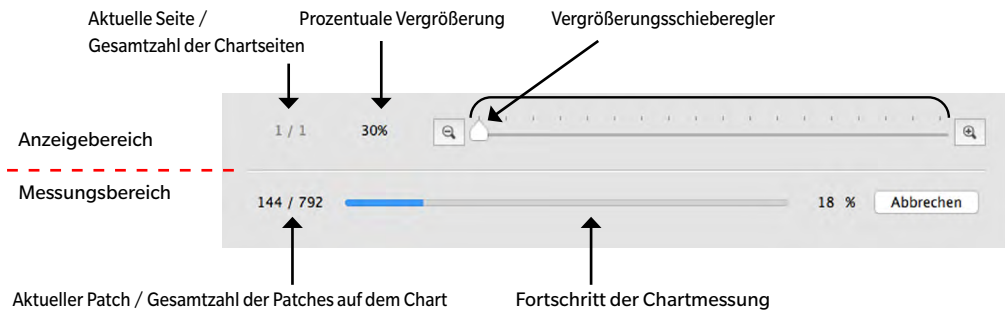 Aktuelle Seite /
Gesamtzahl der Chartseiten
Prozentuale Vergrößerung
Vergrößerungsschieberegler
Anzeigebereich
1 / 1
30%
Messungsbereich
144 / 792
18 %
Abbrechen
Aktueller Patch / Gesamtzahl der Patches auf dem Chart
Fortschritt der Chartmessung